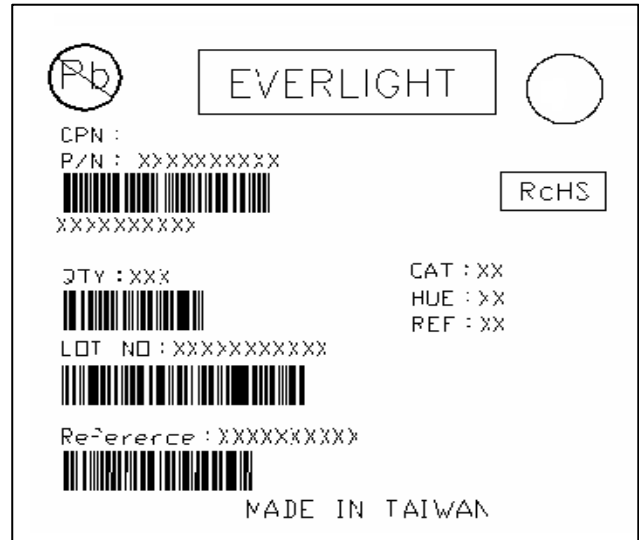 Pb
EVERLIGHT
CPN :
P/N : XXXXXXXXXX
RoHS
XXXXXXXXXX
QTY : XXX
CAT : XX
HUE : XX
REF : XX
LOT NO : XXXXXXXXXXX
Reference : XXXXXXXXXX
MADE IN TAIWAN